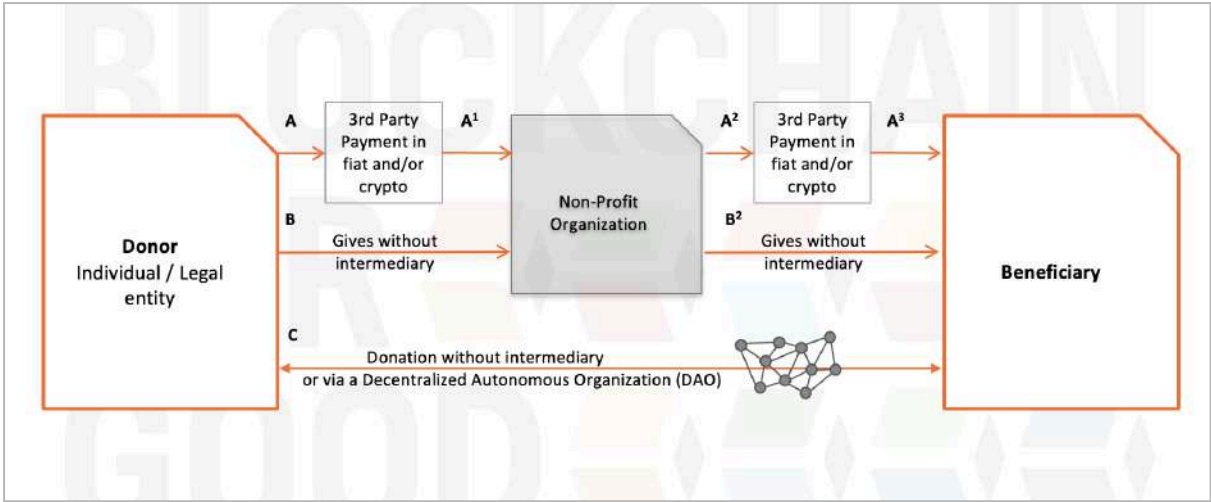 BLOCKCHAIN
A
3rd Party
Payment in
fiat and/or
crypto
A¹
Non-Profit
Organization
A²
3rd Party
Payment in
fiat and/or
crypto
A³
Donor
Individual / Legal
entity
B
Gives without
intermediary
B²
Gives without
intermediary
Beneficiary
C
Donation without intermediary
or via a Decentralized Autonomous Organization (DAO)
R
GOOD